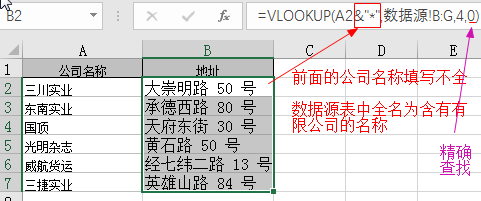 B2 =VLOOKUP(A2&"*",数据源!B:G,4,0)
A B C D E
1 公司名称 地址
2 三川实业 大崇明路 50 号 前面的公司名称填写不全
3 东南实业 承德西路 80 号 数据源表中全名为含有有
4 国顶 天府东街 30 号 限公司的名称
5 光明杂志 黄石路 50 号 精确
6 威航货运 经七纬二路 13 号 查找
7 三捷实业 英雄山路 84 号